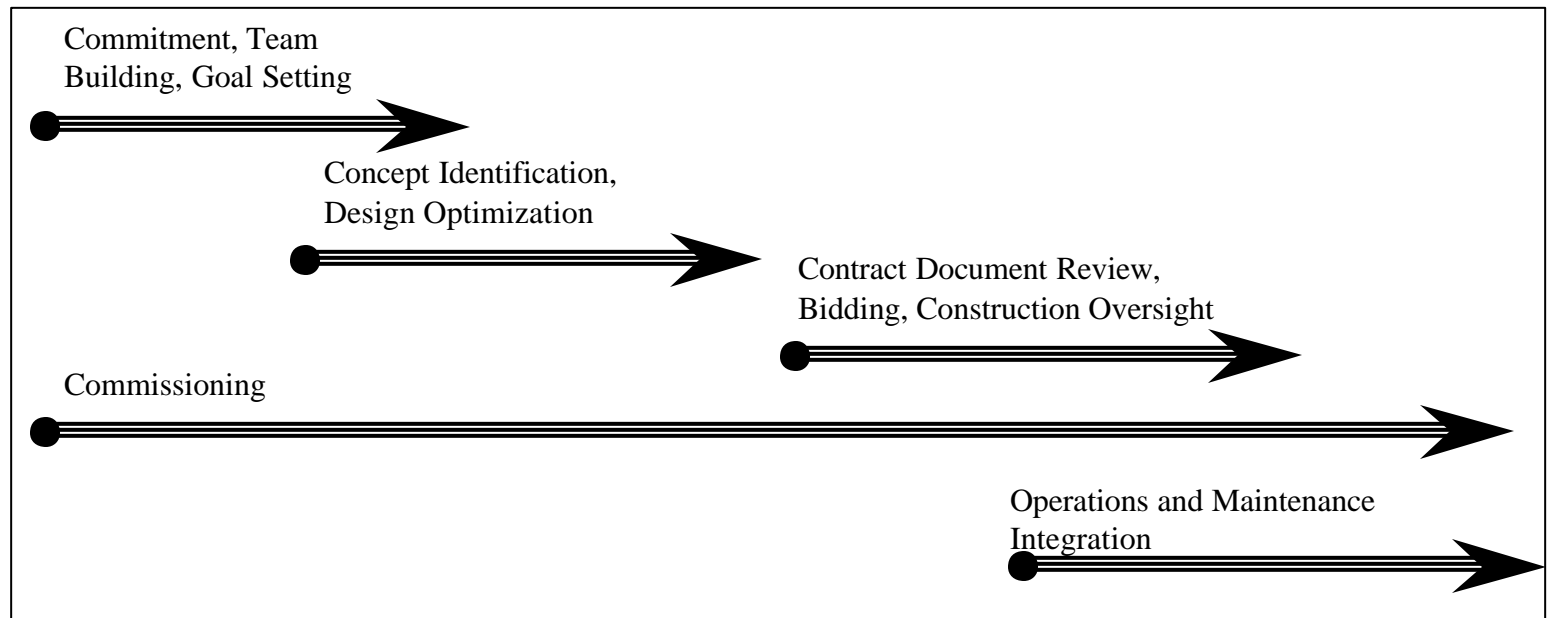 Commitment, Team
Building, Goal Setting
Concept Identification,
Design Optimization
Contract Document Review,
Bidding, Construction Oversight
Commissioning
Operations and Maintenance
Integration